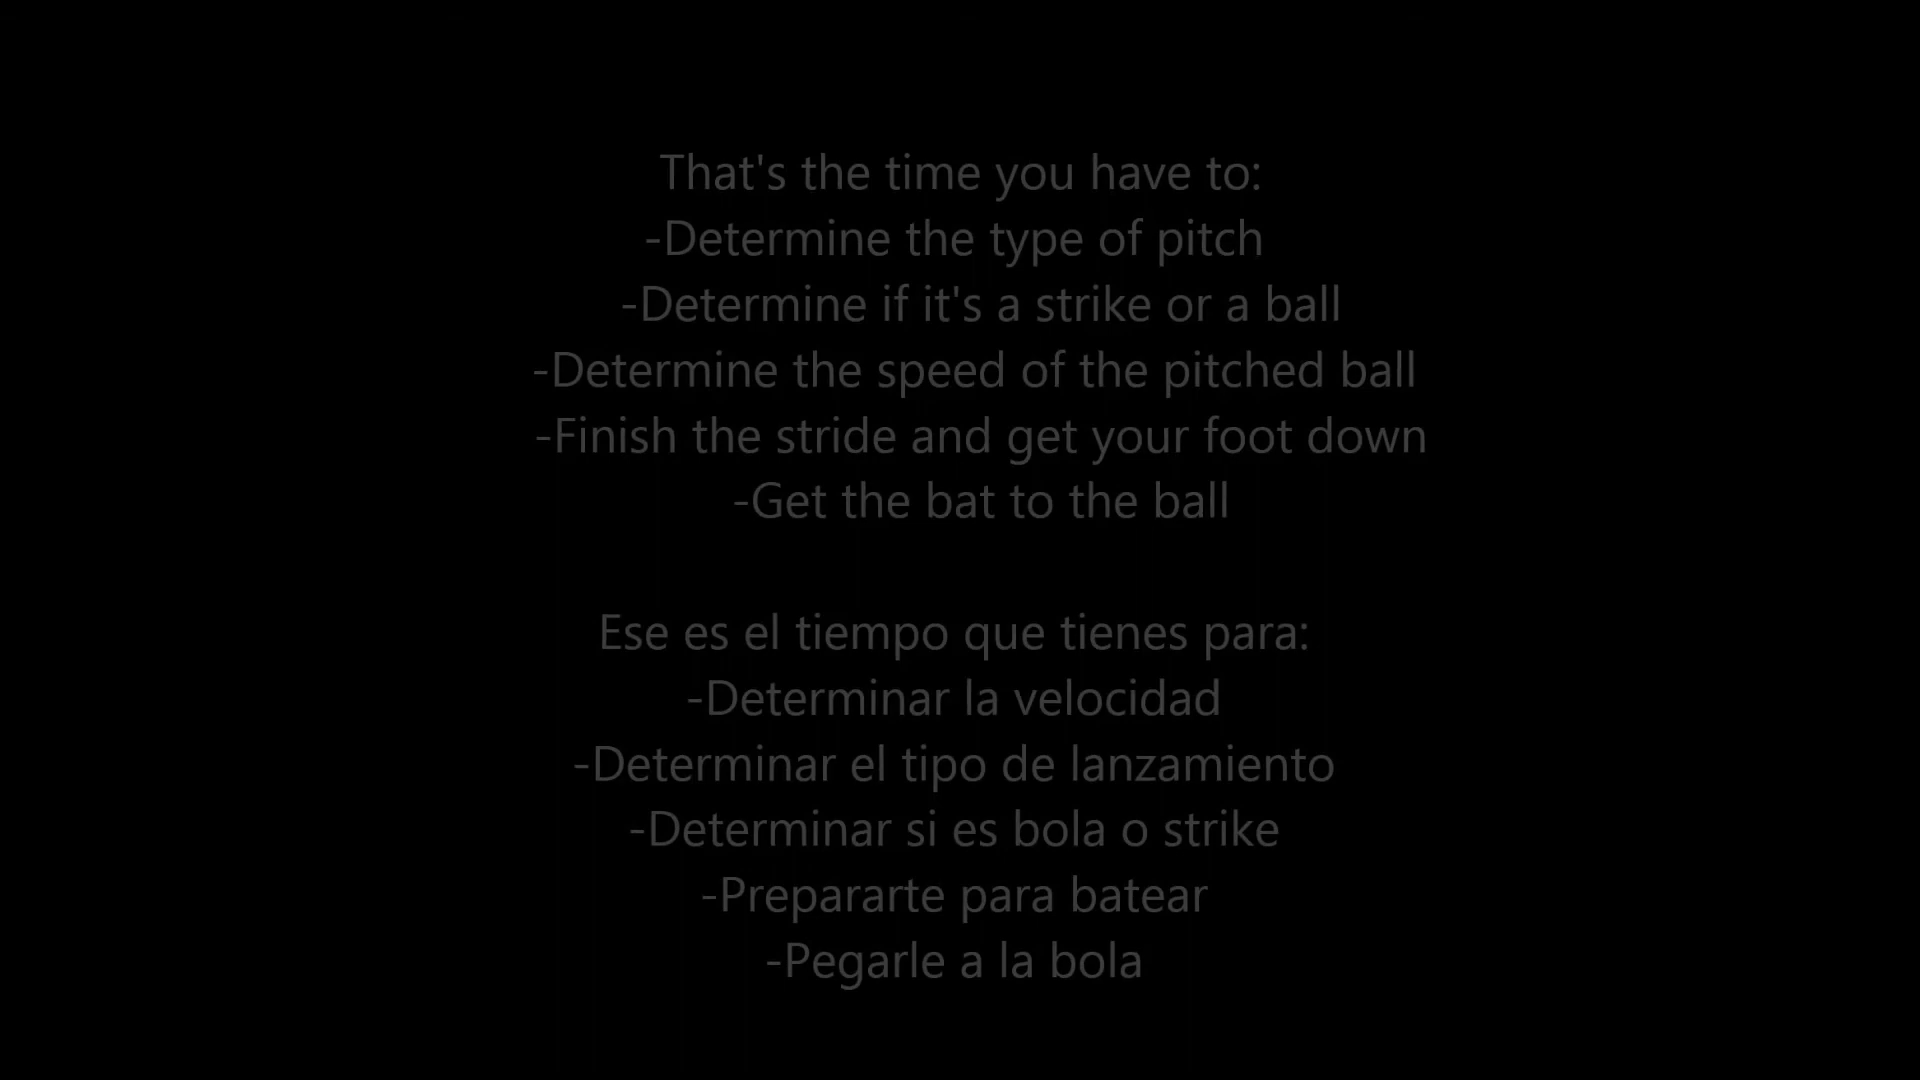 That's the time you have to:
-Determine the type of pitch
-Determine if it's a strike or a ball
-Determine the speed of the pitched ball
-Finish the stride and get your foot down
-Get the bat to the ball
Ese es el tiempo que tienes para:
-Determinar la velocidad
-Determinar el tipo de lanzamiento
-Determinar si es bola o strike
-Prepararte para batear
-Pegarle a la bola